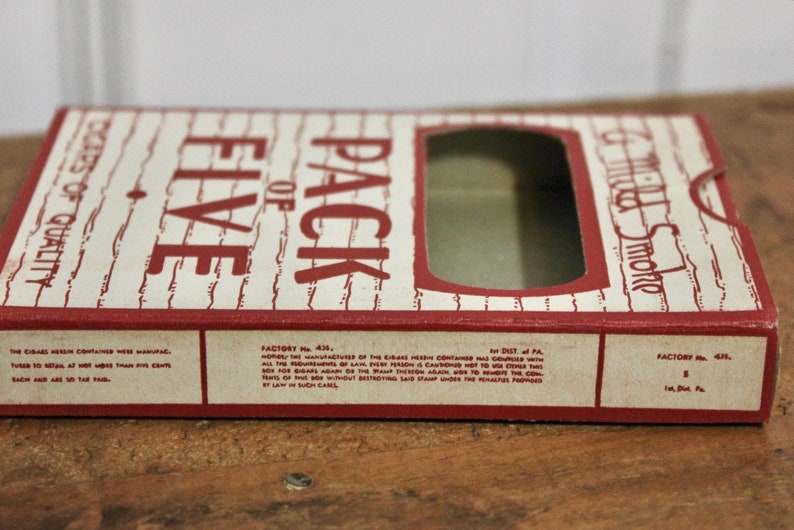 A Mild Smoke
PACK
OF
FIVE
CIGARS OF QUALITY
THE CIGARS HEREIN CONTAINED WERE MANUFAC-
TURED TO RETAIL AT NOT MORE THAN FIVE CENTS
EACH AND ARE SO TAX PAID.
FACTORY No. 435. 1st DIST. of PA.
NOTICE: THE MANUFACTURER OF THE CIGARS HEREIN CONTAINED HAS COMPLIED WITH
ALL THE REQUIREMENTS OF LAW. EVERY PERSON IS CAUTIONED NOT TO USE EITHER THIS
BOX FOR CIGARS AGAIN OR THE STAMP THEREON AGAIN, NOR TO REMOVE THE CON-
TENTS OF THIS BOX WITHOUT DESTROYING SAID STAMP UNDER THE PENALTIES PROVIDED
BY LAW IN SUCH CASES.
FACTORY No. 435.
5
1st, Dist. Pa.